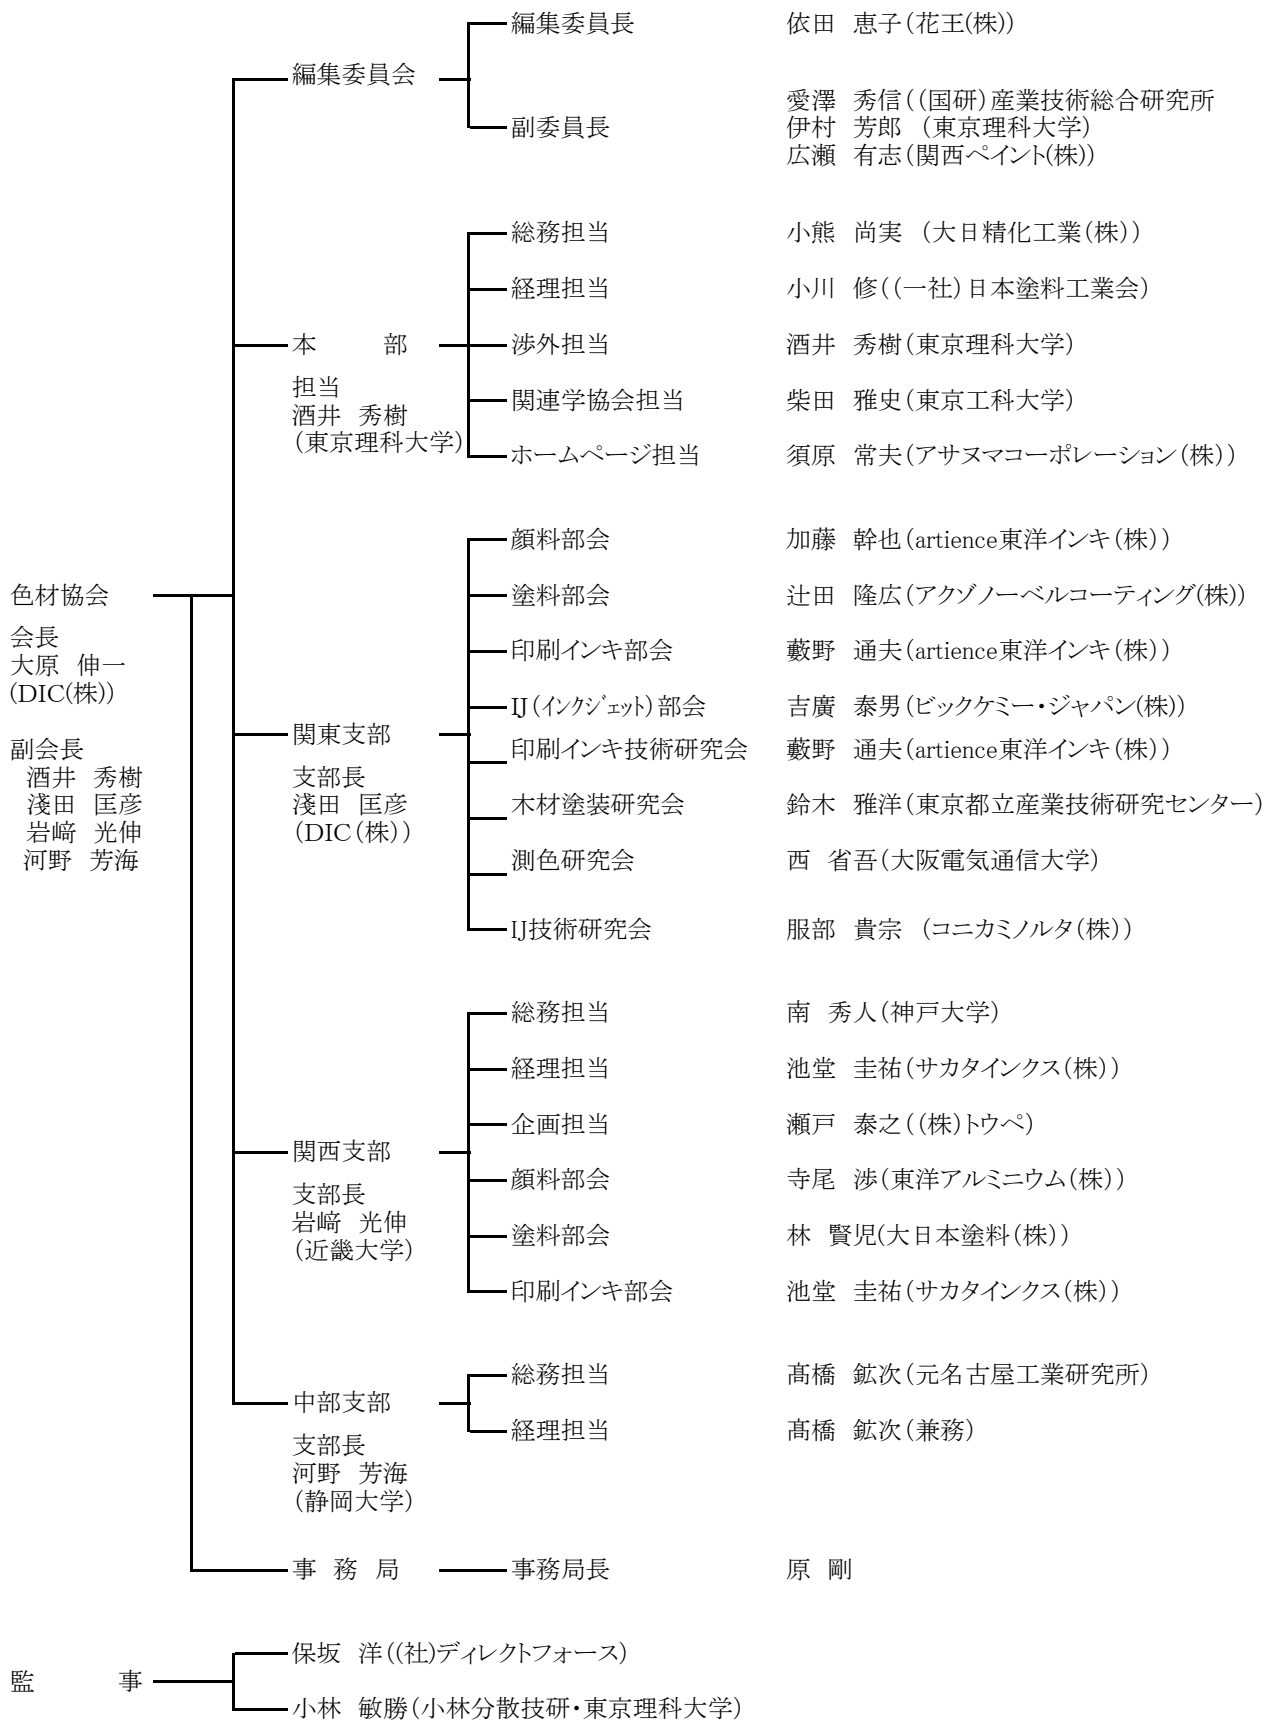 編集委員長 依田 恵子(花王(株))
編集委員会
愛澤 秀信((国研)産業技術総合研究所
副委員長 伊村 芳郎 (東京理科大学)
広瀬 有志(関西ペイント(株))
総務担当 小熊 尚実 (大日精化工業(株))
経理担当 小川 修((一社)日本塗料工業会)
本 部 渉外担当 酒井 秀樹(東京理科大学)
担当
酒井 秀樹
(東京理科大学)
関連学協会担当 柴田 雅史(東京工科大学)
ホームページ担当 須原 常夫(アサヌマコーポレーション(株))
顔料部会 加藤 幹也(artience東洋インキ(株))
色材協会 塗料部会 辻田 隆広(アクゾノーベルコーティング(株))
会長
大原 伸一
(DIC(株))
印刷インキ部会 藪野 通夫(artience東洋インキ(株))
IJ(インクジェット)部会 吉廣 泰男(ビックケミー・ジャパン(株))
副会長
酒井 秀樹
淺田 匡彦
岩﨑 光伸
河野 芳海
関東支部
支部長
淺田 匡彦
(DIC(株))
印刷インキ技術研究会 藪野 通夫(artience東洋インキ(株))
木材塗装研究会 鈴木 雅洋(東京都立産業技術研究センター)
測色研究会 西 省吾(大阪電気通信大学)
IJ技術研究会 服部 貴宗 (コニカミノルタ(株))
総務担当 南 秀人(神戸大学)
経理担当 池堂 圭祐(サカタインクス(株))
企画担当 瀬戸 泰之((株)トウペ)
関西支部
支部長
岩﨑 光伸
(近畿大学)
顔料部会 寺尾 渉(東洋アルミニウム(株))
塗料部会 林 賢児(大日本塗料(株))
印刷インキ部会 池堂 圭祐(サカタインクス(株))
総務担当 髙橋 鉱次(元名古屋工業研究所)
中部支部
支部長
河野 芳海
(静岡大学)
経理担当 髙橋 鉱次(兼務)
事 務 局 事務局長 原 剛
監 事
保坂 洋((社)ディレクトフォース)
小林 敏勝(小林分散技研・東京理科大学)